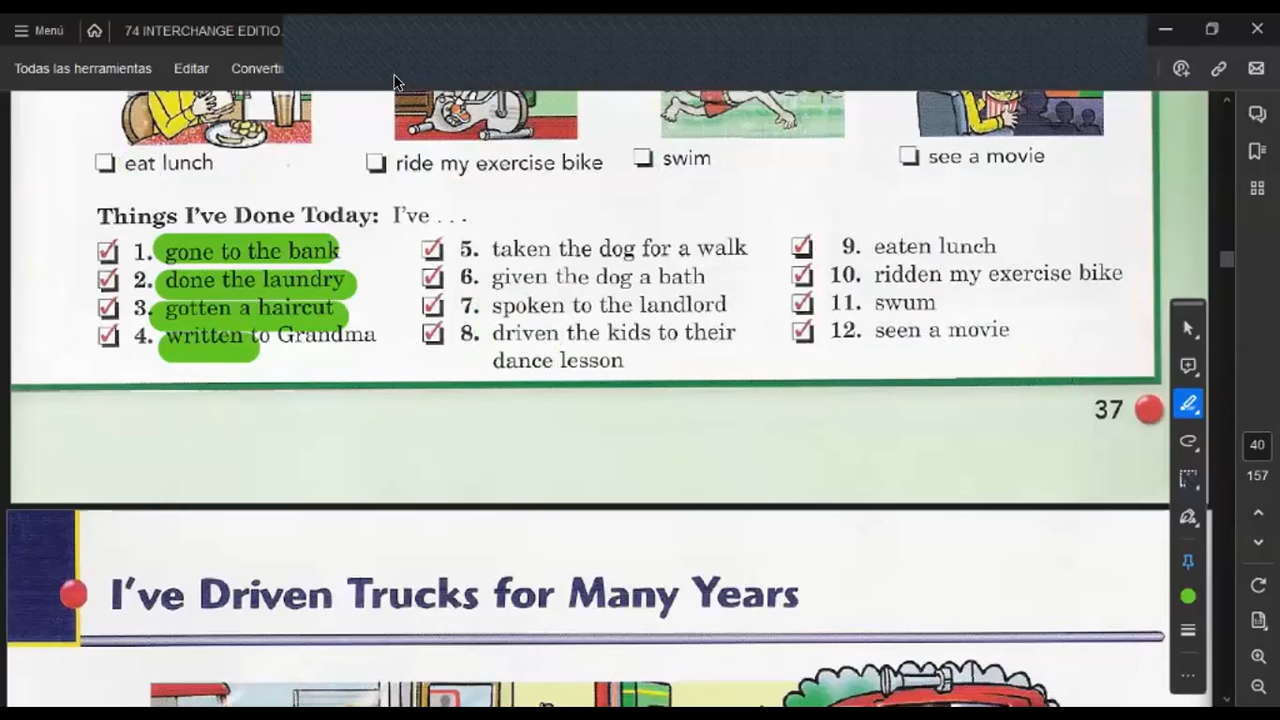 Menú 74 INTERCHANGE EDITIO
Todas las herramientas Editar Converti
eat lunch ride my exercise bike swim see a movie
Things I've Done Today: I've . . .
1. gone to the bank
2. done the laundry
3. gotten a haircut
4. written to Grandma
5. taken the dog for a walk
6. given the dog a bath
7. spoken to the landlord
8. driven the kids to their
dance lesson
9. eaten lunch
10. ridden my exercise bike
11. swum
12. seen a movie
37
I've Driven Trucks for Many Years
40
157